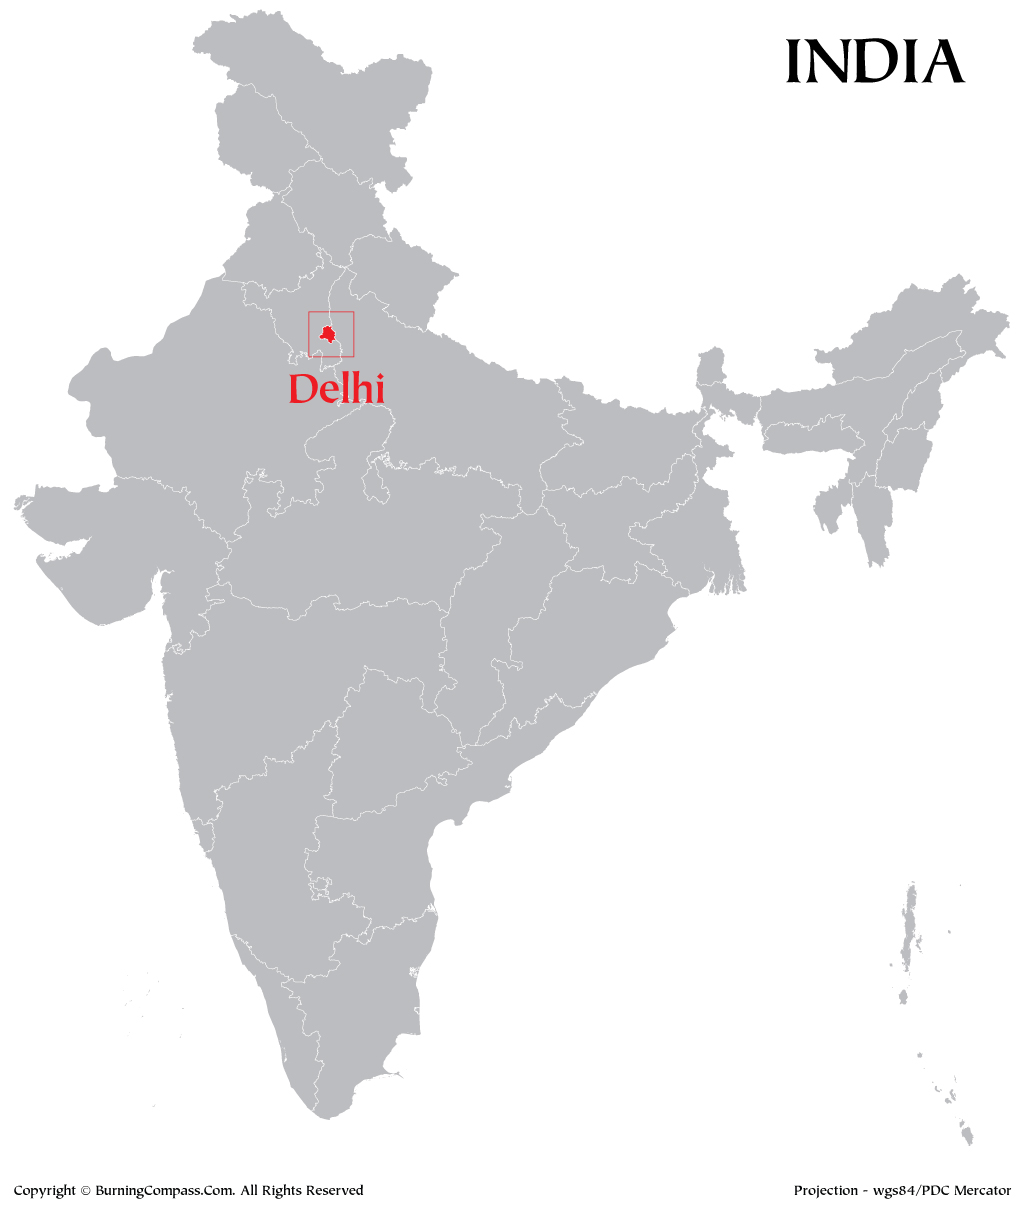 INDIA
Delhi
Copyright © BurningCompass.Com. All Rights Reserved
Projection - wgs84/PDC Mercator